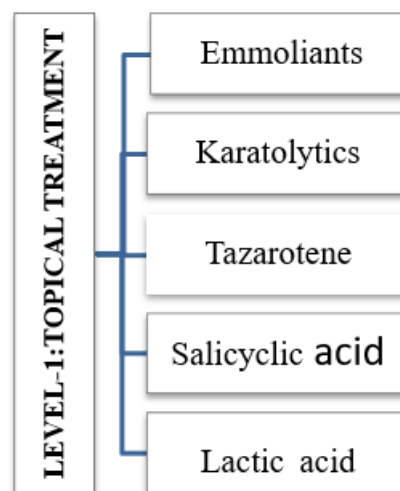 LEVEL-1:TOPICAL TREATMENT
Emmoliants
Karatolytics
Tazarotene
Salicyclic acid
Lactic acid